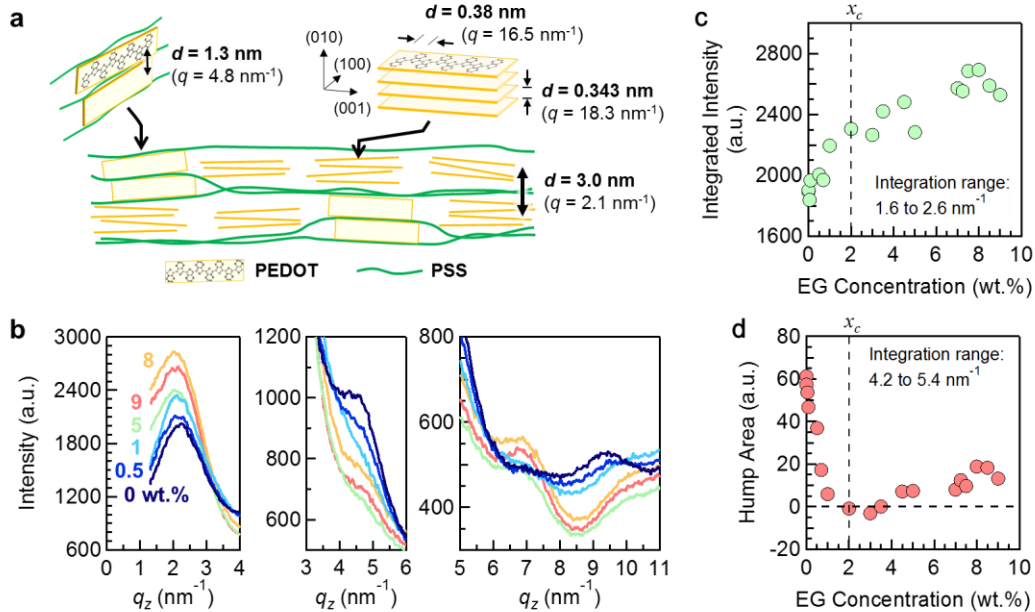 a
d = 1.3 nm
(q = 4.8 nm⁻¹)
(010)
(100)
(001)
d = 0.38 nm
(q = 16.5 nm⁻¹)
d = 0.343 nm
(q = 18.3 nm⁻¹)
d = 3.0 nm
(q = 2.1 nm⁻¹)
PEDOT
PSS
b
Intensity (a.u.)
3000
2400
1800
1200
600
8
9
5
1
0.5
0 wt.%
0 1 2 3 4
qz (nm⁻¹)
1200
1000
800
600
3 4 5 6
qz (nm⁻¹)
800
600
400
5 6 7 8 9 10 11
qz (nm⁻¹)
c
xc
Integrated Intensity
(a.u.)
2800
2400
2000
1600
Integration range:
1.6 to 2.6 nm⁻¹
0 2 4 6 8 10
EG Concentration (wt.%)
d
xc
Hump Area (a.u.)
80
60
40
20
0
-20
Integration range:
4.2 to 5.4 nm⁻¹
0 2 4 6 8 10
EG Concentration (wt.%)